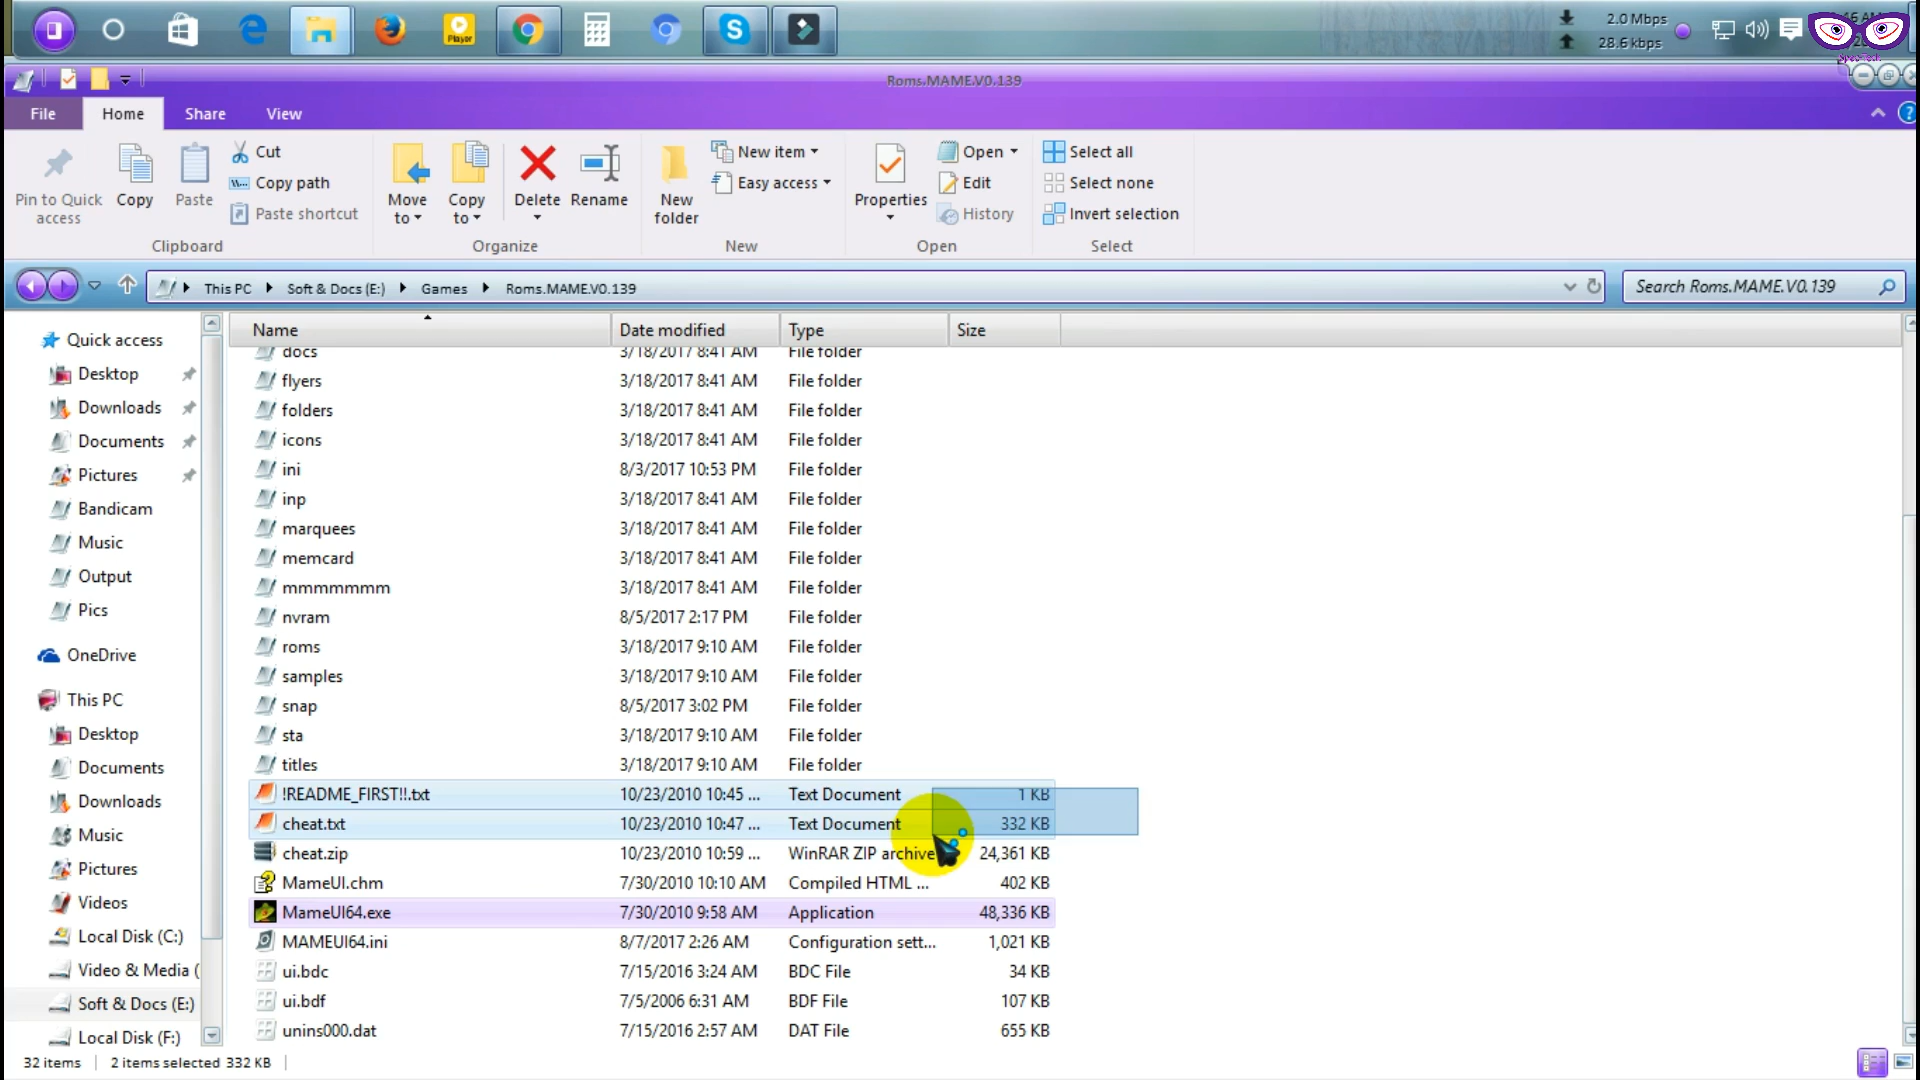 Player
2.0 Mbps
28.6 kbps
Roms.MAME.V0.139
File Home Share View
Pin to Quick access
Copy
Paste
Cut
Copy path
Paste shortcut
Clipboard
Move to
Copy to
Delete
Rename
Organize
New folder
New item
Easy access
New
Properties
Open
Edit
History
Open
Select all
Select none
Invert selection
Select
This PC Soft & Docs (E:) Games Roms.MAME.V0.139
Search Roms.MAME.V0.139
Quick access
Desktop
Downloads
Documents
Pictures
Bandicam
Music
Output
Pics
OneDrive
This PC
Desktop
Documents
Downloads
Music
Pictures
Videos
Local Disk (C:)
Video & Media (
Soft & Docs (E:)
Local Disk (F:)
Name Date modified Type Size
docs 3/18/2017 8:41 AM File folder
flyers 3/18/2017 8:41 AM File folder
folders 3/18/2017 8:41 AM File folder
icons 3/18/2017 8:41 AM File folder
ini 8/3/2017 10:53 PM File folder
inp 3/18/2017 8:41 AM File folder
marquees 3/18/2017 8:41 AM File folder
memcard 3/18/2017 8:41 AM File folder
mmmmmmm 3/18/2017 8:41 AM File folder
nvram 8/5/2017 2:17 PM File folder
roms 3/18/2017 9:10 AM File folder
samples 3/18/2017 9:10 AM File folder
snap 8/5/2017 3:02 PM File folder
sta 3/18/2017 9:10 AM File folder
titles 3/18/2017 9:10 AM File folder
!README_FIRST!!.txt 10/23/2010 10:45 ... Text Document 1 KB
cheat.txt 10/23/2010 10:47 ... Text Document 332 KB
cheat.zip 10/23/2010 10:59 ... WinRAR ZIP archive 24,361 KB
MameUI.chm 7/30/2010 10:10 AM Compiled HTML ... 402 KB
MameUI64.exe 7/30/2010 9:58 AM Application 48,336 KB
MAMEUI64.ini 8/7/2017 2:26 AM Configuration sett... 1,021 KB
ui.bdc 7/15/2016 3:24 AM BDC File 34 KB
ui.bdf 7/5/2006 6:31 AM BDF File 107 KB
unins000.dat 7/15/2016 2:57 AM DAT File 655 KB
32 items 2 items selected 332 KB